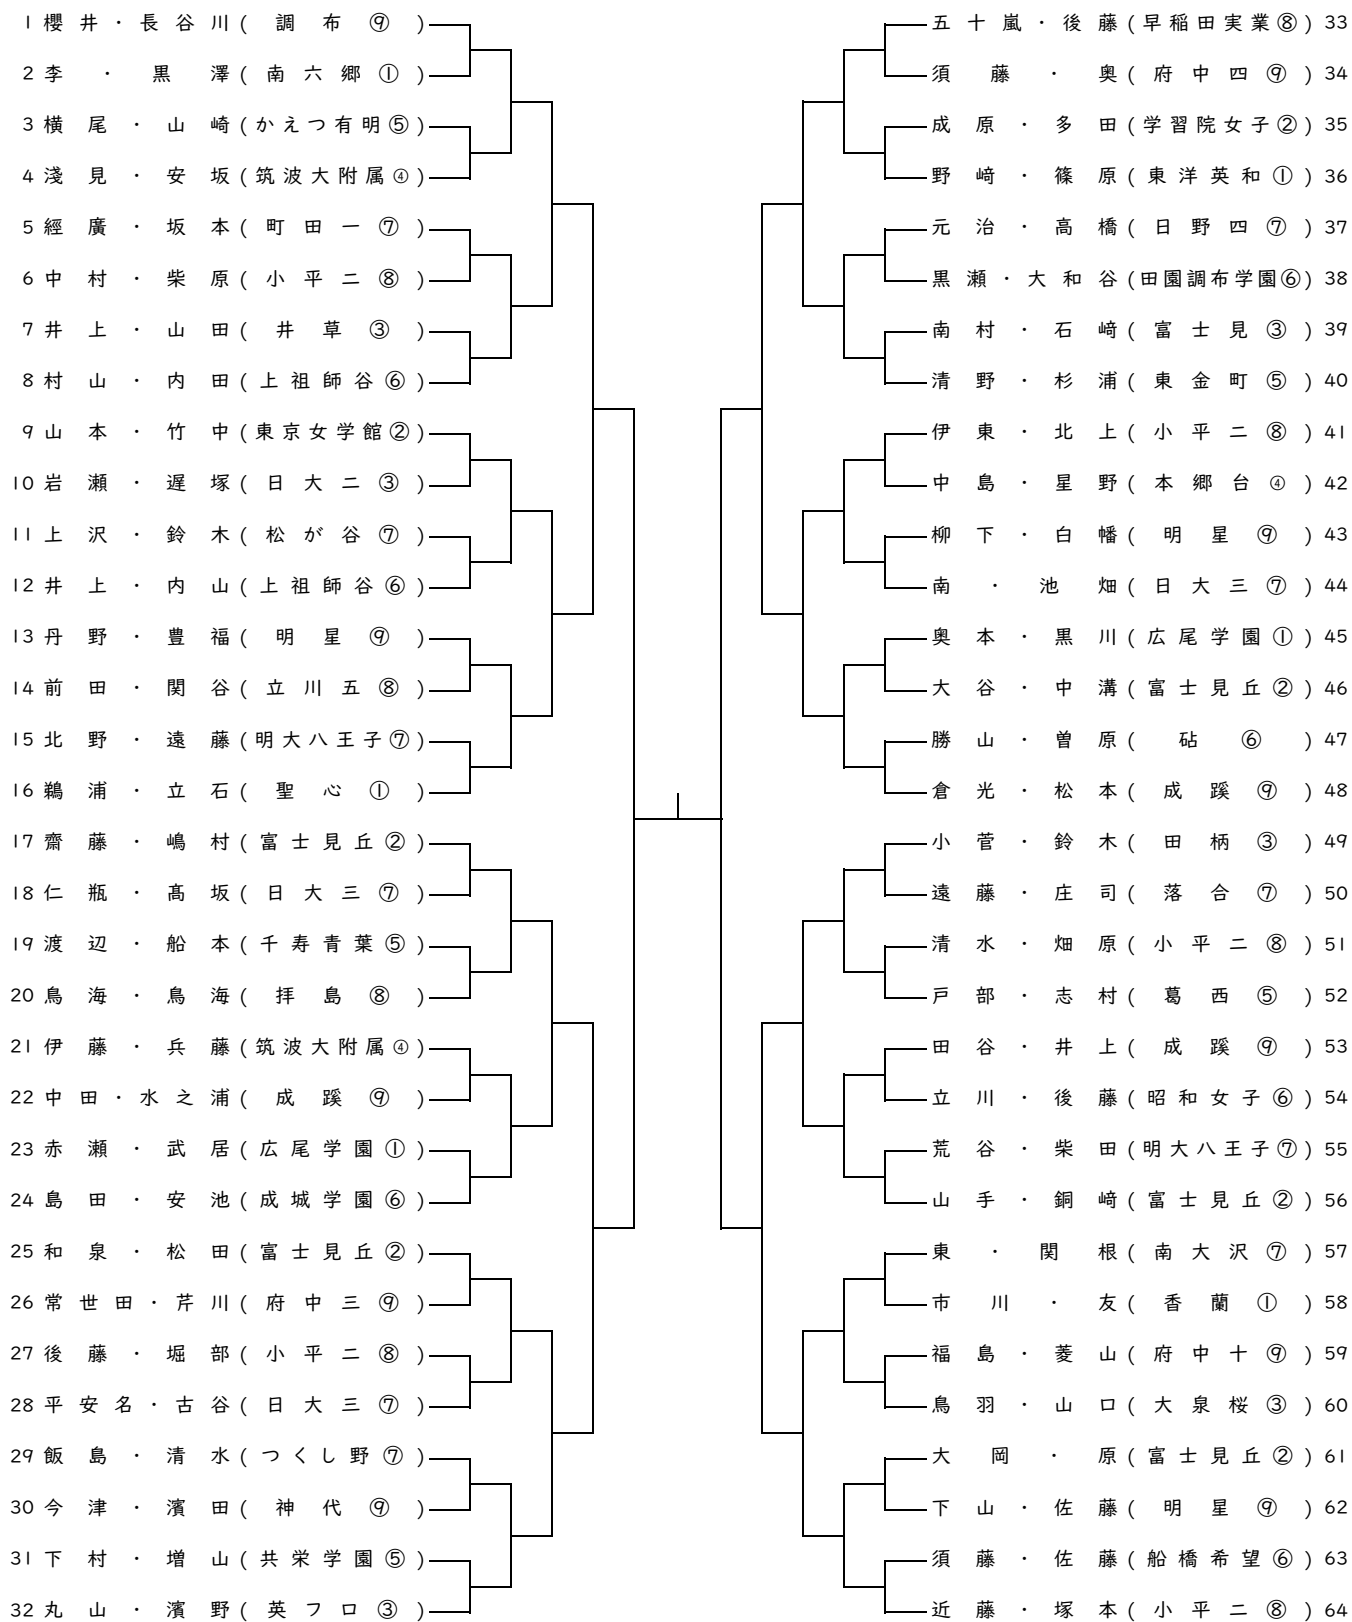 1 櫻井・長谷川(調布⑨)
2 李・黒澤(南六郷①)
3 横尾・山崎(かえつ有明⑤)
4 淺見・安坂(筑波大附属④)
5 經廣・坂本(町田一⑦)
6 中村・柴原(小平二⑧)
7 井上・山田(井草③)
8 村山・内田(上祖師谷⑥)
9 山本・竹中(東京女学館②)
10 岩瀬・遅塚(日大二③)
11 上沢・鈴木(松が谷⑦)
12 井上・内山(上祖師谷⑥)
13 丹野・豊福(明星⑨)
14 前田・関谷(立川五⑧)
15 北野・遠藤(明大八王子⑦)
16 鵜浦・立石(聖心①)
17 齋藤・嶋村(富士見丘②)
18 仁瓶・髙坂(日大三⑦)
19 渡辺・船本(千寿青葉⑤)
20 鳥海・鳥海(拝島⑧)
21 伊藤・兵藤(筑波大附属④)
22 中田・水之浦(成蹊⑨)
23 赤瀬・武居(広尾学園①)
24 島田・安池(成城学園⑥)
25 和泉・松田(富士見丘②)
26 常世田・芹川(府中三⑨)
27 後藤・堀部(小平二⑧)
28 平安名・古谷(日大三⑦)
29 飯島・清水(つくし野⑦)
30 今津・濱田(神代⑨)
31 下村・増山(共栄学園⑤)
32 丸山・濱野(英フロ③)
五十嵐・後藤(早稲田実業⑧) 33
須藤・奥(府中四⑨) 34
成原・多田(学習院女子②) 35
野﨑・篠原(東洋英和①) 36
元治・高橋(日野四⑦) 37
黒瀬・大和谷(田園調布学園⑥) 38
南村・石﨑(富士見③) 39
清野・杉浦(東金町⑤) 40
伊東・北上(小平二⑧) 41
中島・星野(本郷台④) 42
柳下・白幡(明星⑨) 43
南・池畑(日大三⑦) 44
奥本・黒川(広尾学園①) 45
大谷・中溝(富士見丘②) 46
勝山・曽原(砧⑥) 47
倉光・松本(成蹊⑨) 48
小菅・鈴木(田柄③) 49
遠藤・庄司(落合⑦) 50
清水・畑原(小平二⑧) 51
戸部・志村(葛西⑤) 52
田谷・井上(成蹊⑨) 53
立川・後藤(昭和女子⑥) 54
荒谷・柴田(明大八王子⑦) 55
山手・銅﨑(富士見丘②) 56
東・関根(南大沢⑦) 57
市川・友(香蘭①) 58
福島・菱山(府中十⑨) 59
鳥羽・山口(大泉桜③) 60
大岡・原(富士見丘②) 61
下山・佐藤(明星⑨) 62
須藤・佐藤(船橋希望⑥) 63
近藤・塚本(小平二⑧) 64